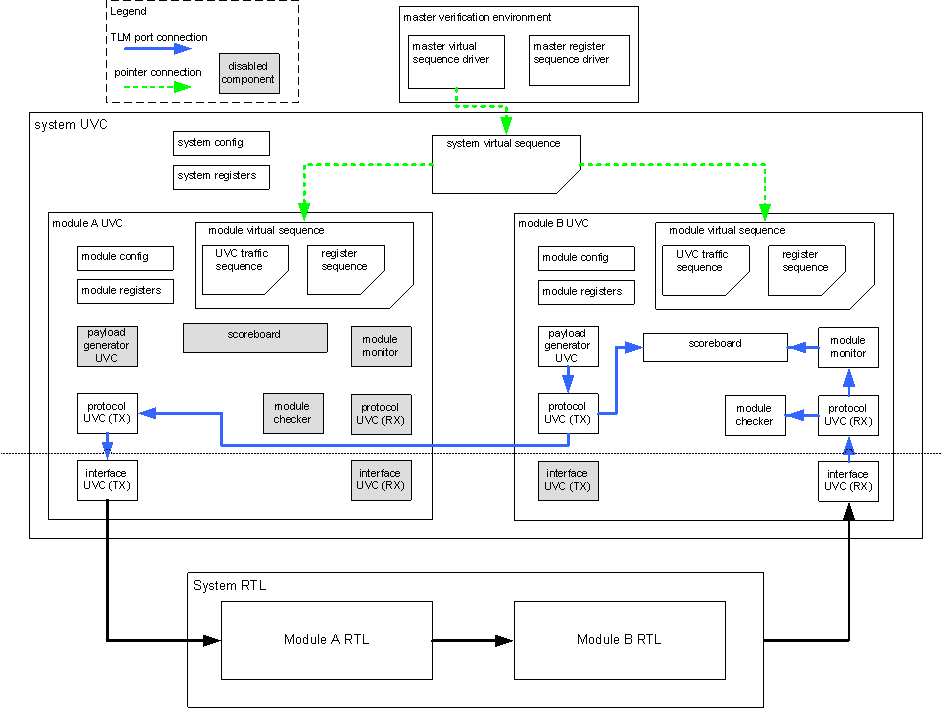 Legend
TLM port connection
pointer connection
disabled
component
master verification environment
master virtual
sequence driver
master register
sequence driver
system UVC
system config
system registers
system virtual sequence
module A UVC
module config
module registers
module virtual sequence
UVC traffic
sequence
register
sequence
payload
generator
UVC
scoreboard
module
monitor
protocol
UVC (TX)
module
checker
protocol
UVC (RX)
interface
UVC (TX)
interface
UVC (RX)
module B UVC
module config
module registers
module virtual sequence
UVC traffic
sequence
register
sequence
payload
generator
UVC
scoreboard
module
monitor
protocol
UVC (TX)
module
checker
protocol
UVC (RX)
interface
UVC (TX)
interface
UVC (RX)
System RTL
Module A RTL
Module B RTL